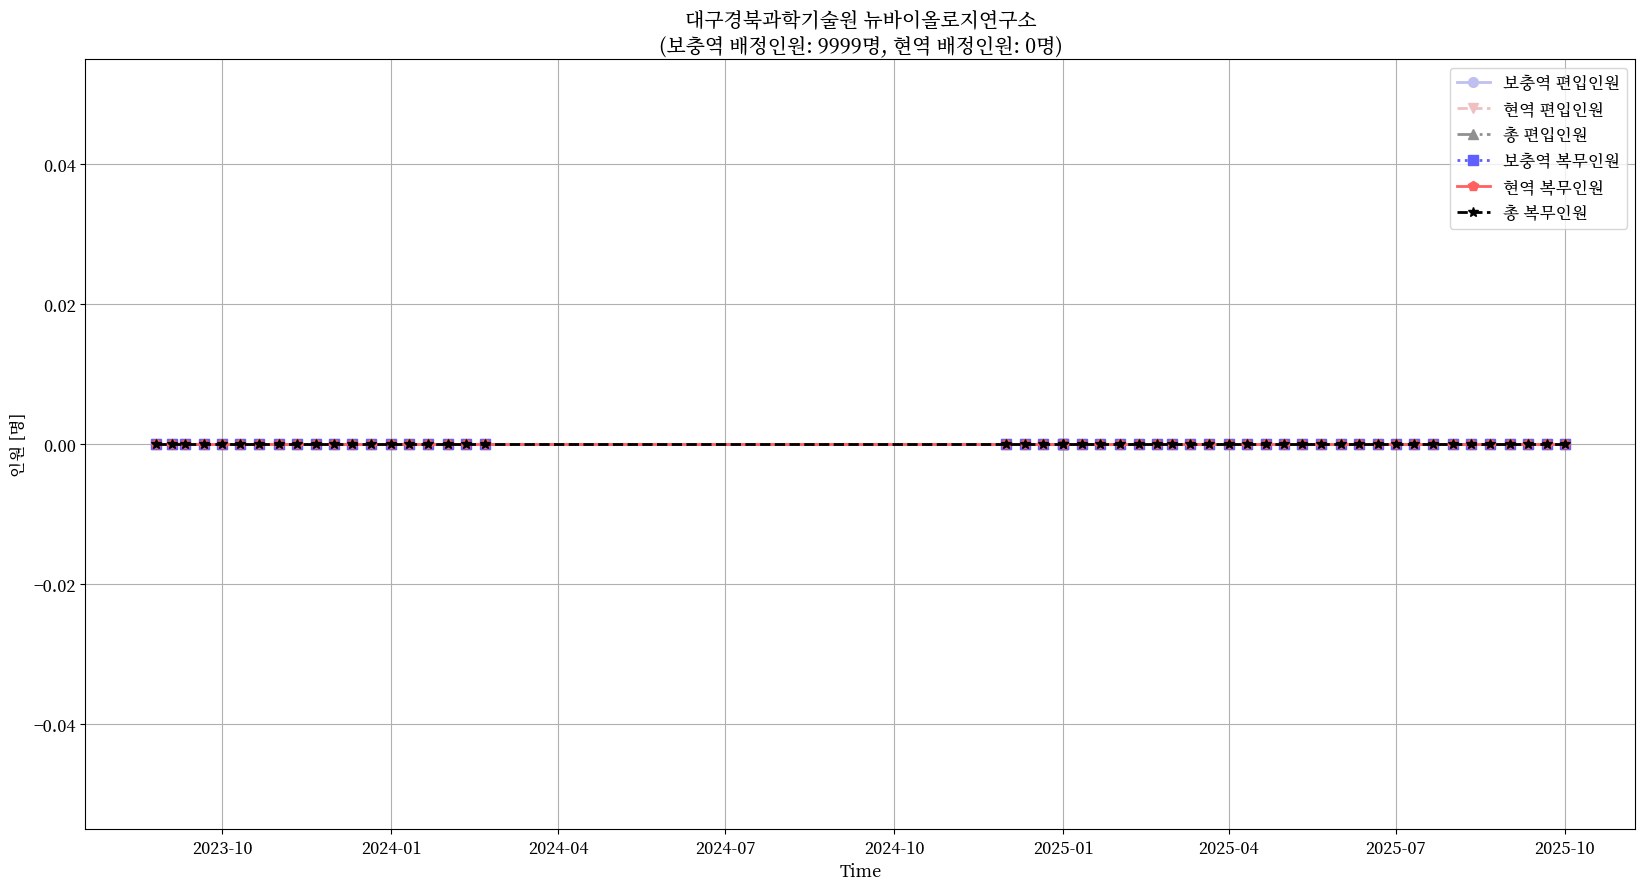 대구경북과학기술원 뉴바이올로지연구소
(보충역 배정인원: 9999명, 현역 배정인원: 0명)
보충역 편입인원
현역 편입인원
총 편입인원
보충역 복무인원
현역 복무인원
총 복무인원
인원 [명]
0.04
0.02
0.00
−0.02
−0.04
2023-10
2024-01
2024-04
2024-07
2024-10
2025-01
2025-04
2025-07
2025-10
Time